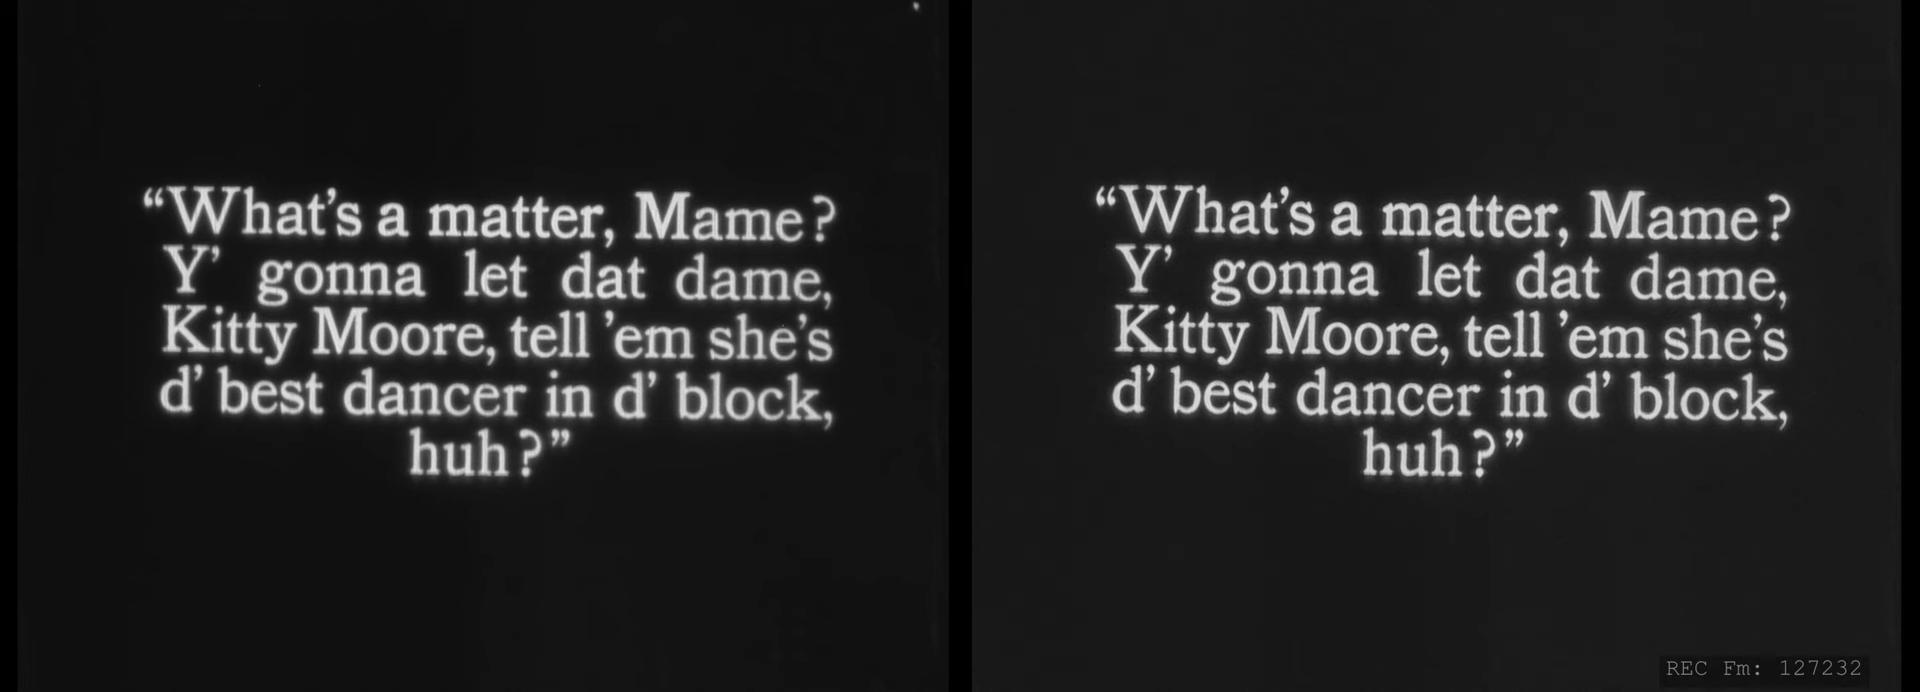 “What’s a matter, Mame?
Y’ gonna let dat dame,
Kitty Moore, tell ’em she’s
d’ best dancer in d’ block,
huh?”
“What’s a matter, Mame?
Y’ gonna let dat dame,
Kitty Moore, tell ’em she’s
d’ best dancer in d’ block,
huh?”
REC Fm: 127232